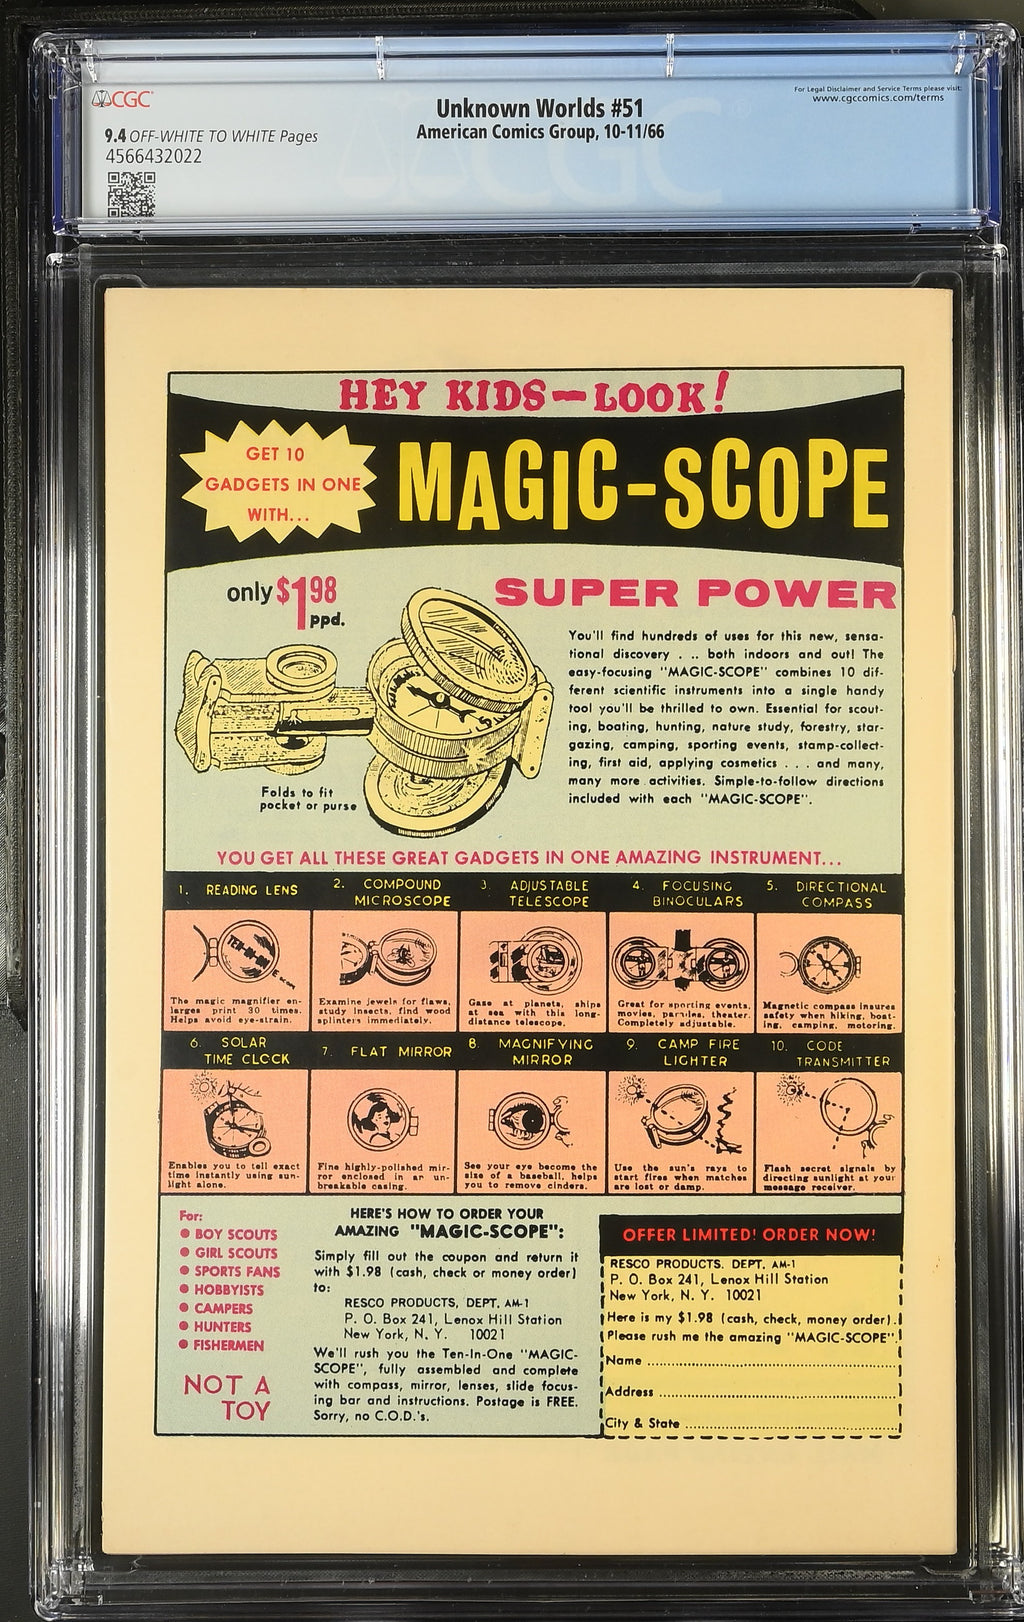 CGC
For Legal Disclaimer and Service Terms please visit:
www.cgccomics.com/terms
Unknown Worlds #51
American Comics Group, 10-11/66
9.4 OFF-WHITE TO WHITE Pages
4566432022
HEY KIDS—LOOK!
GET 10
GADGETS IN ONE
WITH...
MAGIC-SCOPE
only $1.98
ppd.
SUPER POWER
You'll find hundreds of uses for this new, sensa-
tional discovery . . . both indoors and out! The
easy-focusing "MAGIC-SCOPE" combines 10 dif-
ferent scientific instruments into a single handy
tool you'll be thrilled to own. Essential for scout-
ing, boating, hunting, nature study, forestry, star-
gazing, camping, sporting events, stamp-collect-
ing, first aid, applying cosmetics . . . and many,
many more activities. Simple-to-follow directions
included with each "MAGIC-SCOPE".
Folds to fit
pocket or purse
YOU GET ALL THESE GREAT GADGETS IN ONE AMAZING INSTRUMENT...
1. READING LENS
The magic magnifier en-
larges print 30 times.
Helps avoid eye-strain.
2. COMPOUND
MICROSCOPE
Examine jewels for flaws,
study insects, find wood
splinters immediately.
3. ADJUSTABLE
TELESCOPE
Gaze at planets, ships
at sea with this long-
distance telescope.
4. FOCUSING
BINOCULARS
Great for sporting events,
movies, parades, theater.
Completely adjustable.
5. DIRECTIONAL
COMPASS
Magnetic compass insures
safety when hiking, boat-
ing, camping, motoring.
6. SOLAR
TIME CLOCK
Enables you to tell exact
time instantly using sun-
light alone.
7. FLAT MIRROR
Fine highly-polished mir-
ror enclosed in an un-
breakable casing.
8. MAGNIFYING
MIRROR
See your eye become the
size of a baseball, helps
you to remove cinders.
9. CAMP FIRE
LIGHTER
Use the sun's rays to
start fires when matches
are lost or damp.
10. CODE
TRANSMITTER
Flash secret signals by
directing sunlight at your
message receiver.
For:
● BOY SCOUTS
● GIRL SCOUTS
● SPORTS FANS
● HOBBYISTS
● CAMPERS
● HUNTERS
● FISHERMEN
NOT A
TOY
HERE'S HOW TO ORDER YOUR
AMAZING "MAGIC-SCOPE":
Simply fill out the coupon and return it
with $1.98 (cash, check or money order)
to:
RESCO PRODUCTS, DEPT. AM-1
P. O. Box 241, Lenox Hill Station
New York, N. Y. 10021
We'll rush you the Ten-In-One "MAGIC-
SCOPE", fully assembled and complete
with compass, mirror, lenses, slide focus-
ing bar and instructions. Postage is FREE.
Sorry, no C.O.D.'s.
OFFER LIMITED! ORDER NOW!
RESCO PRODUCTS. DEPT. AM-1
P. O. Box 241, Lenox Hill Station
New York, N. Y. 10021
Here is my $1.98 (cash, check, money order).
Please rush me the amazing "MAGIC-SCOPE".
Name
Address
City & State